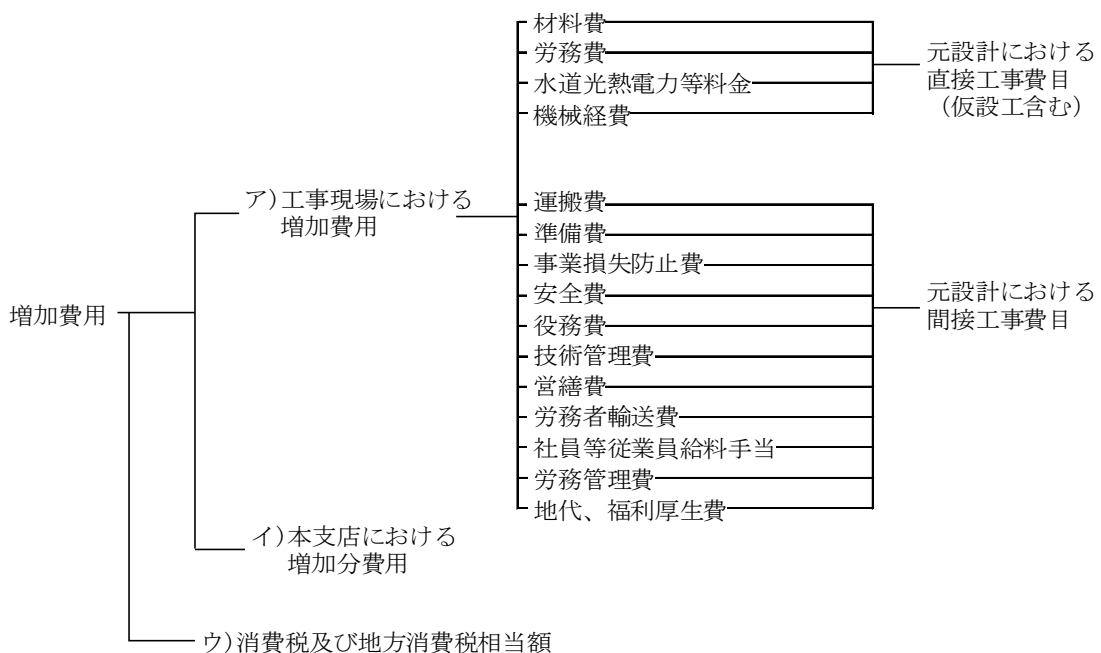 材料費
労務費
水道光熱電力等料金
機械経費
元設計における
直接工事費目
（仮設工含む）
ア)工事現場における
増加費用
運搬費
準備費
事業損失防止費
安全費
役務費
技術管理費
営繕費
労務者輸送費
社員等従業員給料手当
労務管理費
地代、福利厚生費
元設計における
間接工事費目
増加費用
イ)本支店における
増加分費用
ウ)消費税及び地方消費税相当額